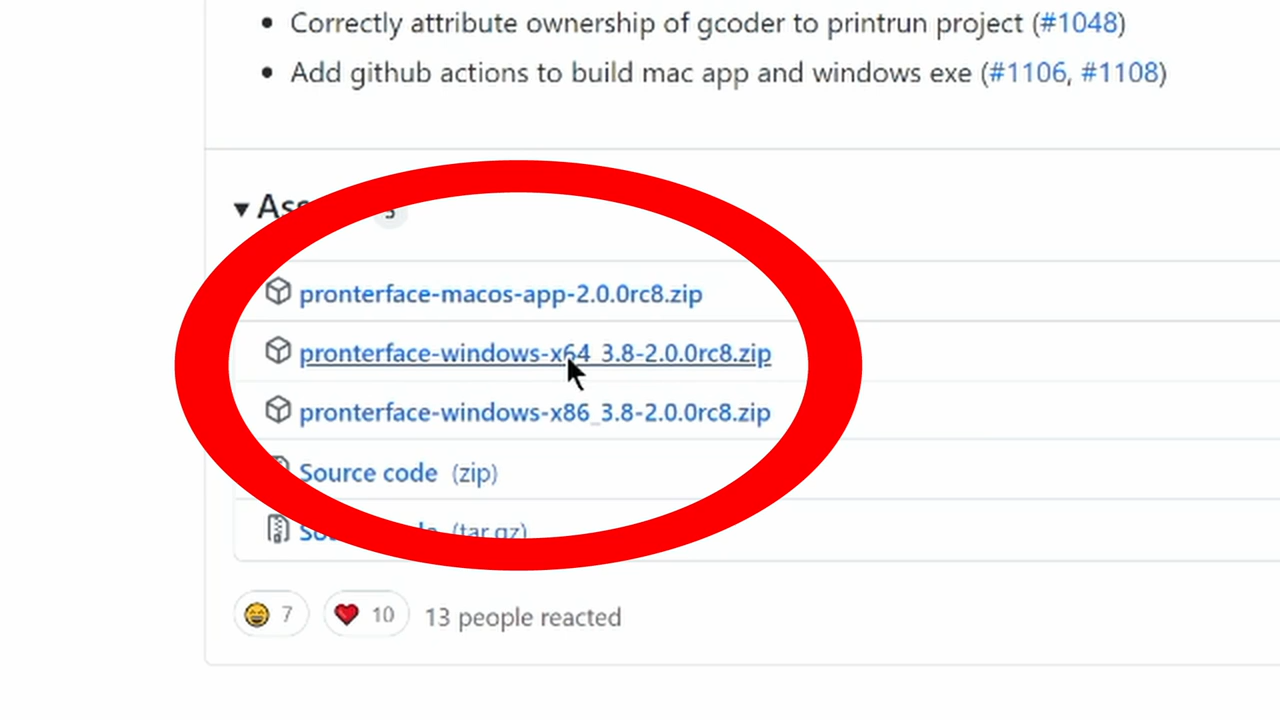 Correctly attribute ownership of gcoder to printrun project (#1048)
Add github actions to build mac app and windows exe (#1106, #1108)
pronterface-macos-app-2.0.0rc8.zip
pronterface-windows-x64_3.8-2.0.0rc8.zip
pronterface-windows-x86_3.8-2.0.0rc8.zip
Source code (zip)
(tar.gz)
7 10 13 people reacted